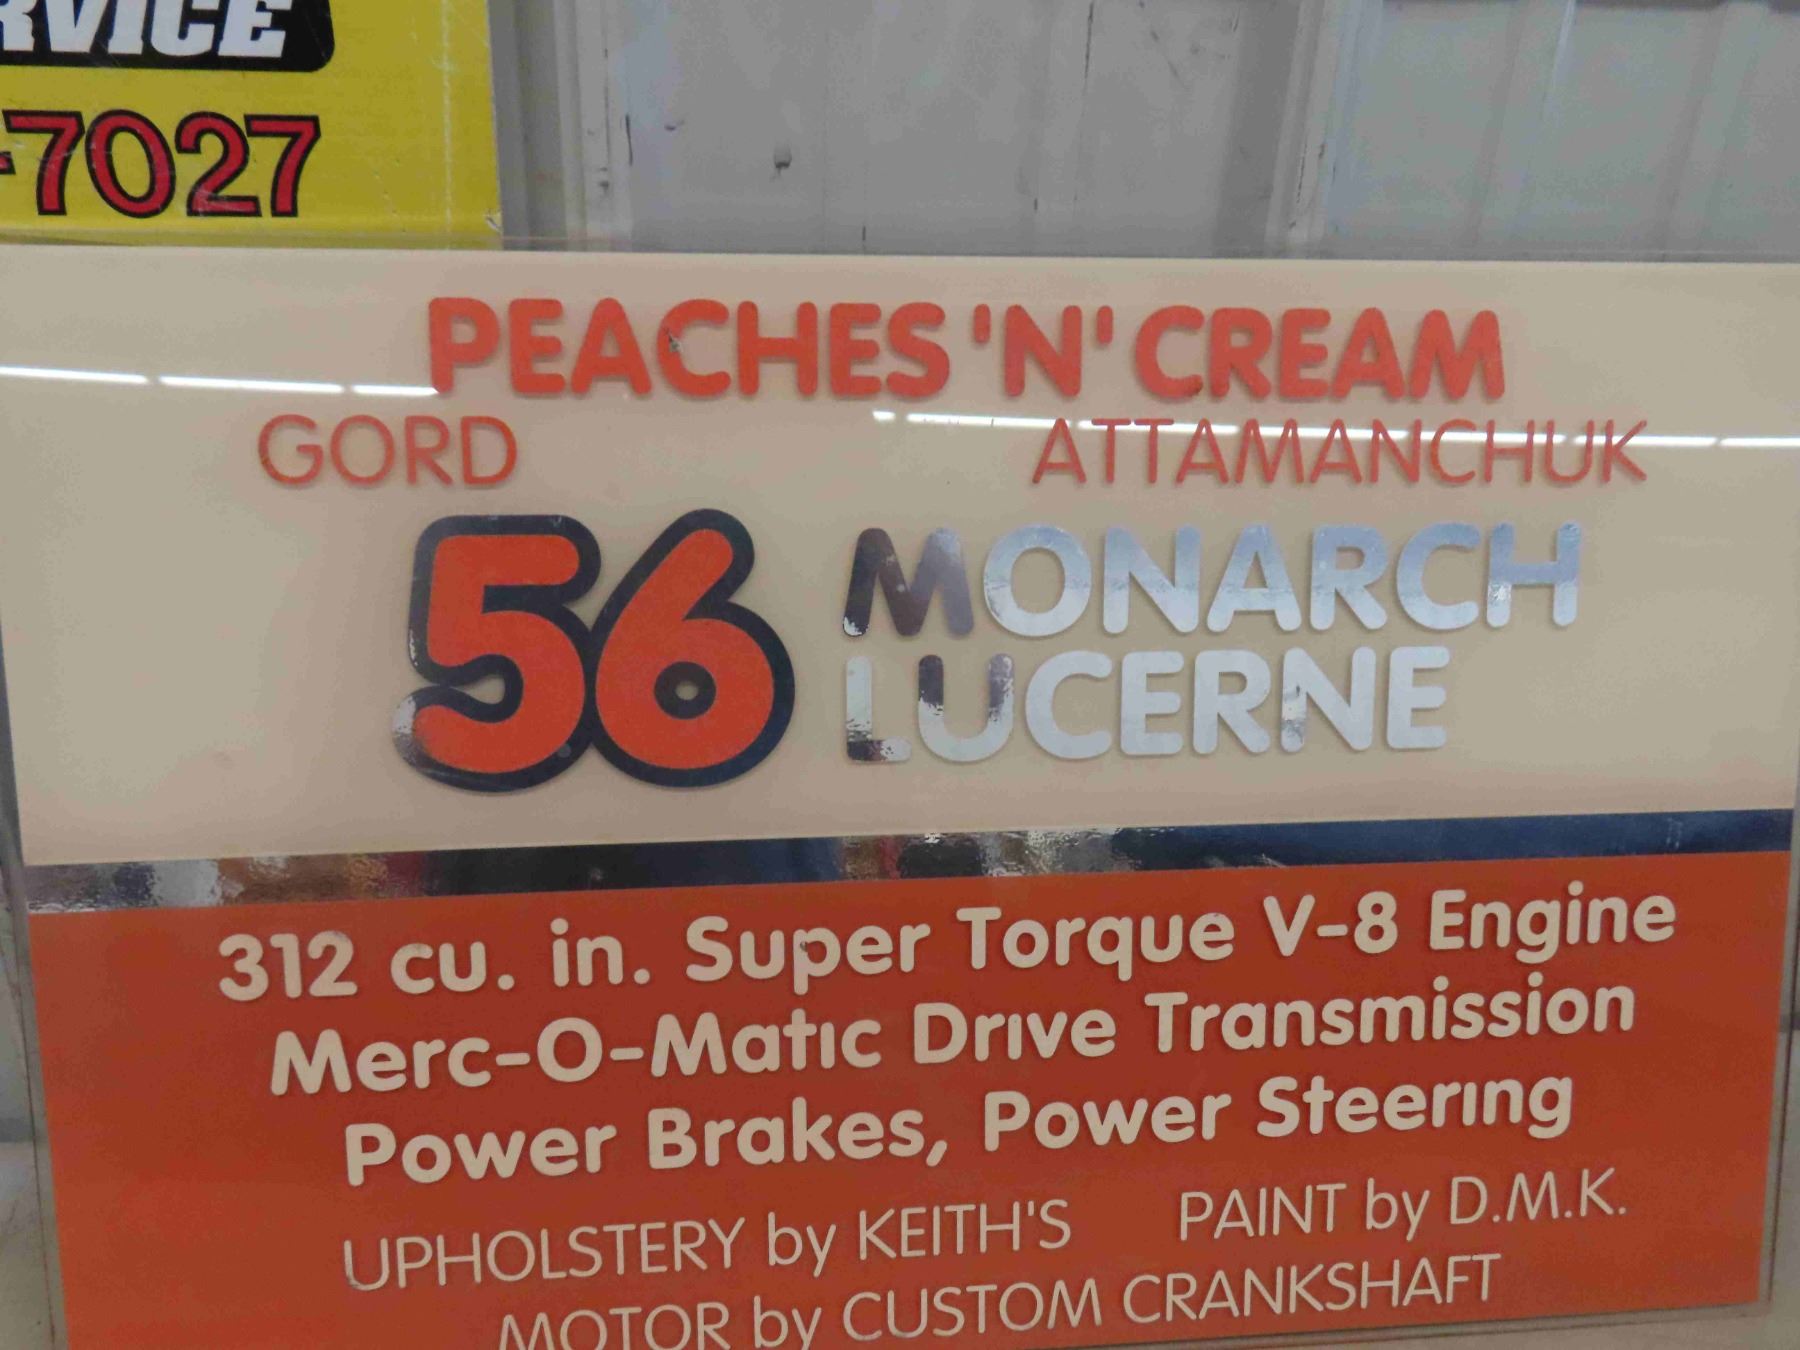 RVICE
-7027
PEACHES 'N' CREAM
GORD ATTAMANCHUK
56 MONARCH
LUCERNE
312 cu. in. Super Torque V-8 Engine
Merc-O-Matic Drive Transmission
Power Brakes, Power Steering
UPHOLSTERY by KEITH'S PAINT by D.M.K.
MOTOR by CUSTOM CRANKSHAFT